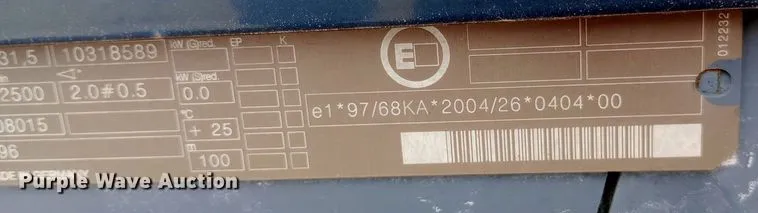 31,5 10318589 kW (S)red. EP K
E
012232
2500 2.0#0.5 kW (S)red. 0.0
e1*97/68KA*2004/26*0404*00
08015 °C + 25
96 E 100
GERMANY
Purple Wave Auction®